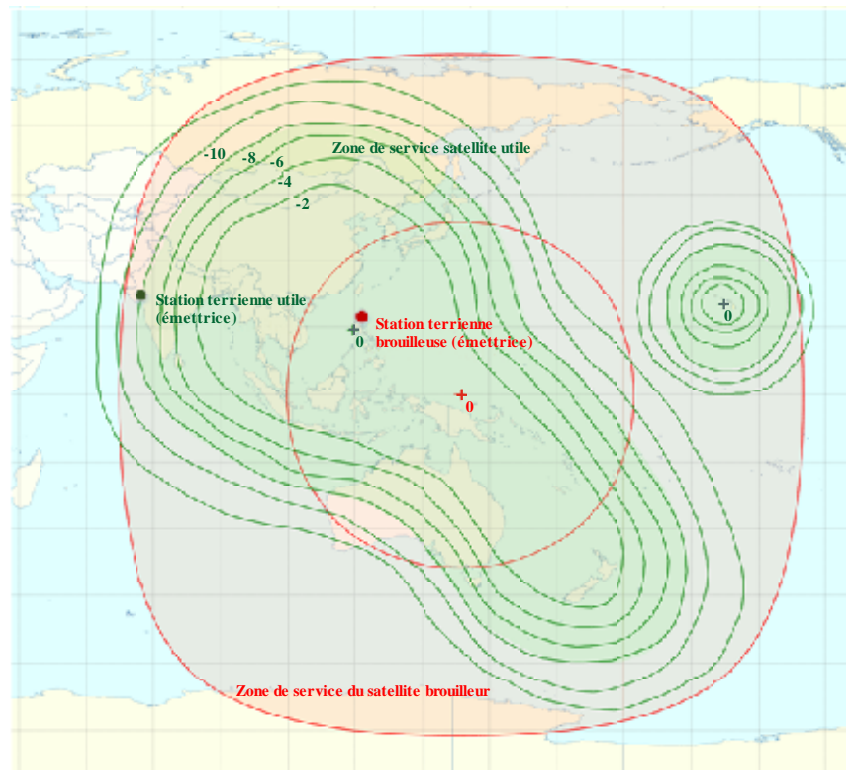 Zone de service satellite utile
-10
-8
-6
-4
-2
Station terrienne utile
(émettrice)
Station terrienne
brouilleuse (émettrice)
0
0
0
Zone de service du satellite brouilleur